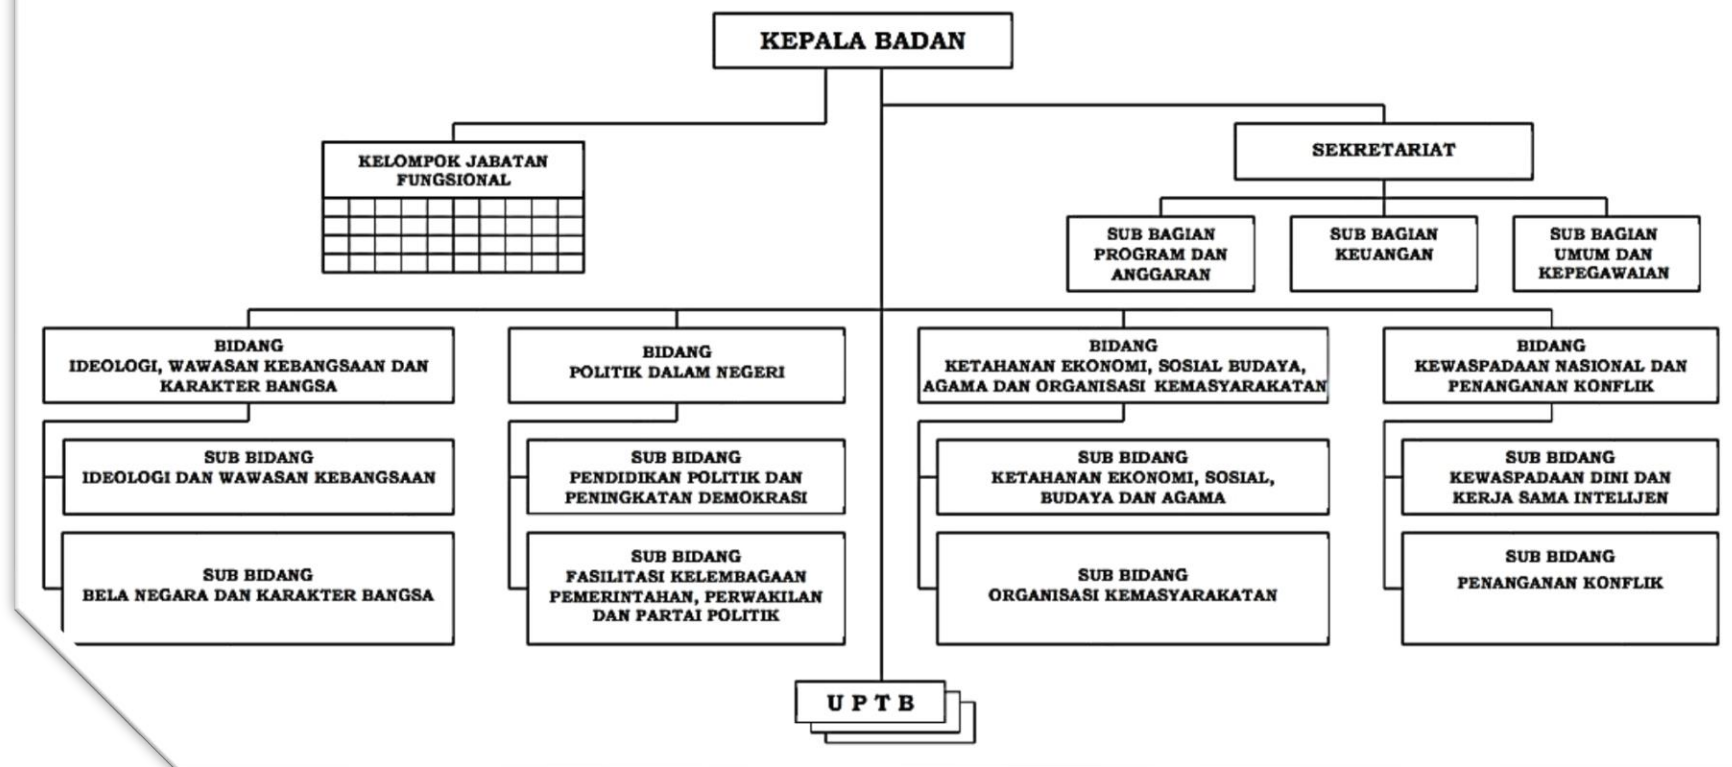 KEPALA BADAN
KELOMPOK JABATAN
FUNGSIONAL
SEKRETARIAT
SUB BAGIAN
PROGRAM DAN
ANGGARAN
SUB BAGIAN
KEUANGAN
SUB BAGIAN
UMUM DAN
KEPEGAWAIAN
BIDANG
IDEOLOGI, WAWASAN KEBANGSAAN DAN
KARAKTER BANGSA
BIDANG
POLITIK DALAM NEGERI
BIDANG
KETAHANAN EKONOMI, SOSIAL BUDAYA,
AGAMA DAN ORGANISASI KEMASYARAKATAN
BIDANG
KEWASPADAAN NASIONAL DAN
PENANGANAN KONFLIK
SUB BIDANG
IDEOLOGI DAN WAWASAN KEBANGSAAN
SUB BIDANG
PENDIDIKAN POLITIK DAN
PENINGKATAN DEMOKRASI
SUB BIDANG
KETAHANAN EKONOMI, SOSIAL,
BUDAYA DAN AGAMA
SUB BIDANG
KEWASPADAAN DINI DAN
KERJA SAMA INTELIJEN
SUB BIDANG
BELA NEGARA DAN KARAKTER BANGSA
SUB BIDANG
FASILITASI KELEMBAGAAN
PEMERINTAHAN, PERWAKILAN
DAN PARTAI POLITIK
SUB BIDANG
ORGANISASI KEMASYARAKATAN
SUB BIDANG
PENANGANAN KONFLIK
U P T B